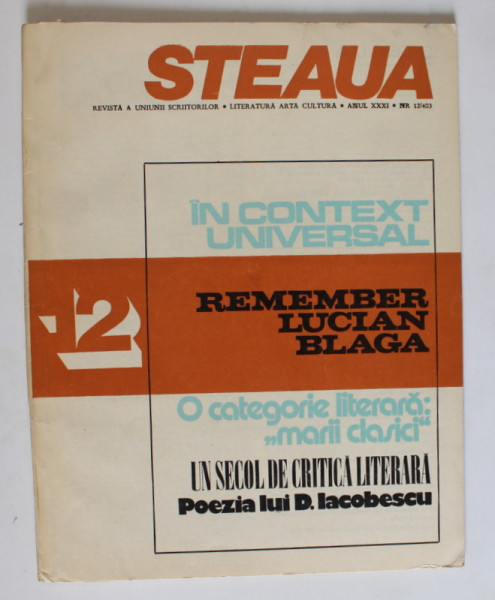 STEAUA
REVISTĂ A UNIUNII SCRIITORILOR • LITERATURĂ ARTĂ CULTURĂ • ANUL XXXI • NR 12/403
ÎN CONTEXT
UNIVERSAL
12
REMEMBER
LUCIAN
BLAGA
O categorie literară:
„marii clasici“
UN SECOL DE CRITICĂ LITERARĂ
Poezia lui D. Iacobescu